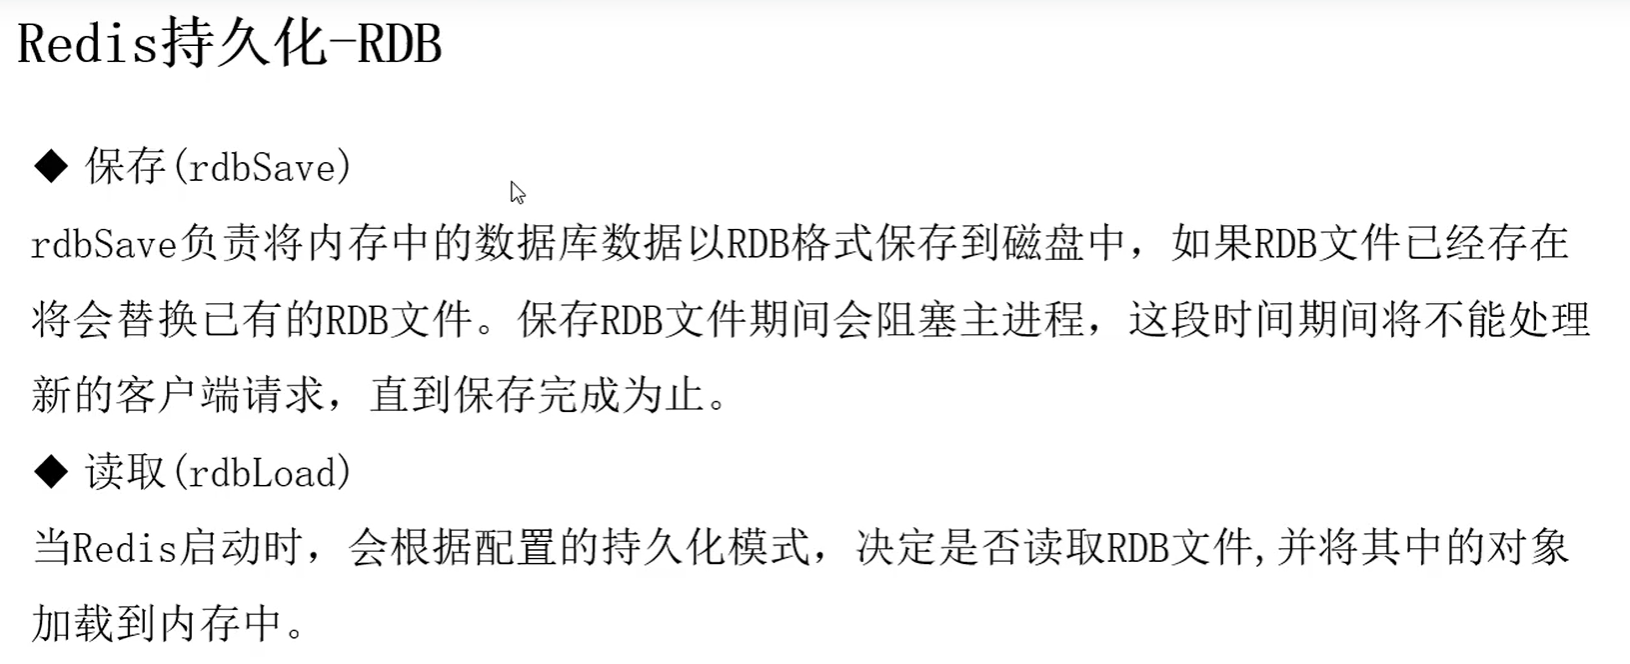 Redis持久化-RDB
◆ 保存(rdbSave)
rdbSave负责将内存中的数据库数据以RDB格式保存到磁盘中，如果RDB文件已经存在
将会替换已有的RDB文件。保存RDB文件期间会阻塞主进程，这段时间期间将不能处理
新的客户端请求，直到保存完成为止。
◆ 读取(rdbLoad)
当Redis启动时，会根据配置的持久化模式，决定是否读取RDB文件,并将其中的对象
加载到内存中。